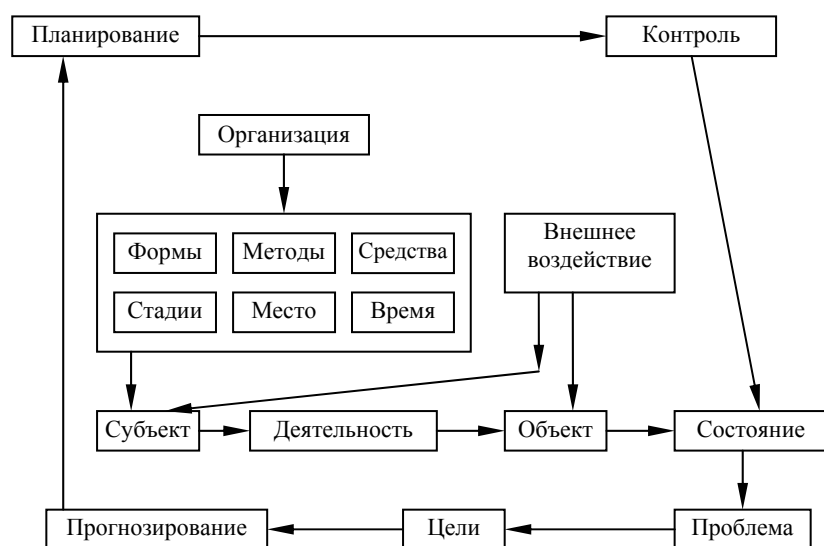 Планирование
Контроль
Организация
Формы
Методы
Средства
Стадии
Место
Время
Внешнее
воздействие
Субъект
Деятельность
Объект
Состояние
Прогнозирование
Цели
Проблема